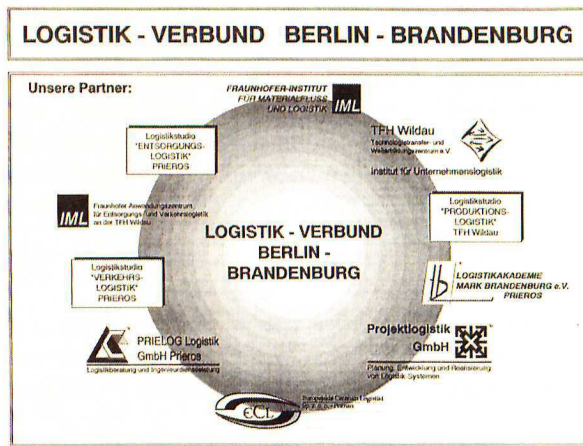 LOGISTIK - VERBUND BERLIN - BRANDENBURG
Unsere Partner:
FRAUNHOFER-INSTITUT
FÜR MATERIALFLUSS
UND LOGISTIK
IML
TFH Wildau
Technologietransfer- und
Weiterbildungszentrum e.V.
Institut für Unternehmenslogistik
Logistikstudio
"ENTSORGUNGS-
LOGISTIK"
PRIEROS
IML
Fraunhofer Anwendungszentrum
für Entsorgungs- und Verkehrslogistik
an der TFH Wildau
Logistikstudio
"PRODUKTIONS-
LOGISTIK"
TFH Wildau
LOGISTIK - VERBUND
BERLIN -
BRANDENBURG
Logistikstudio
"VERKEHRS-
LOGISTIK"
PRIEROS
LOGISTIKAKADEMIE
MARK BRANDENBURG e.V.
PRIEROS
PRIELOG Logistik
GmbH Prieros
Logistikberatung und Ingenieurdienstleistung
Projektlogistik
GmbH
Planung, Entwicklung und Realisierung
von Logistik-Systemen
ECL